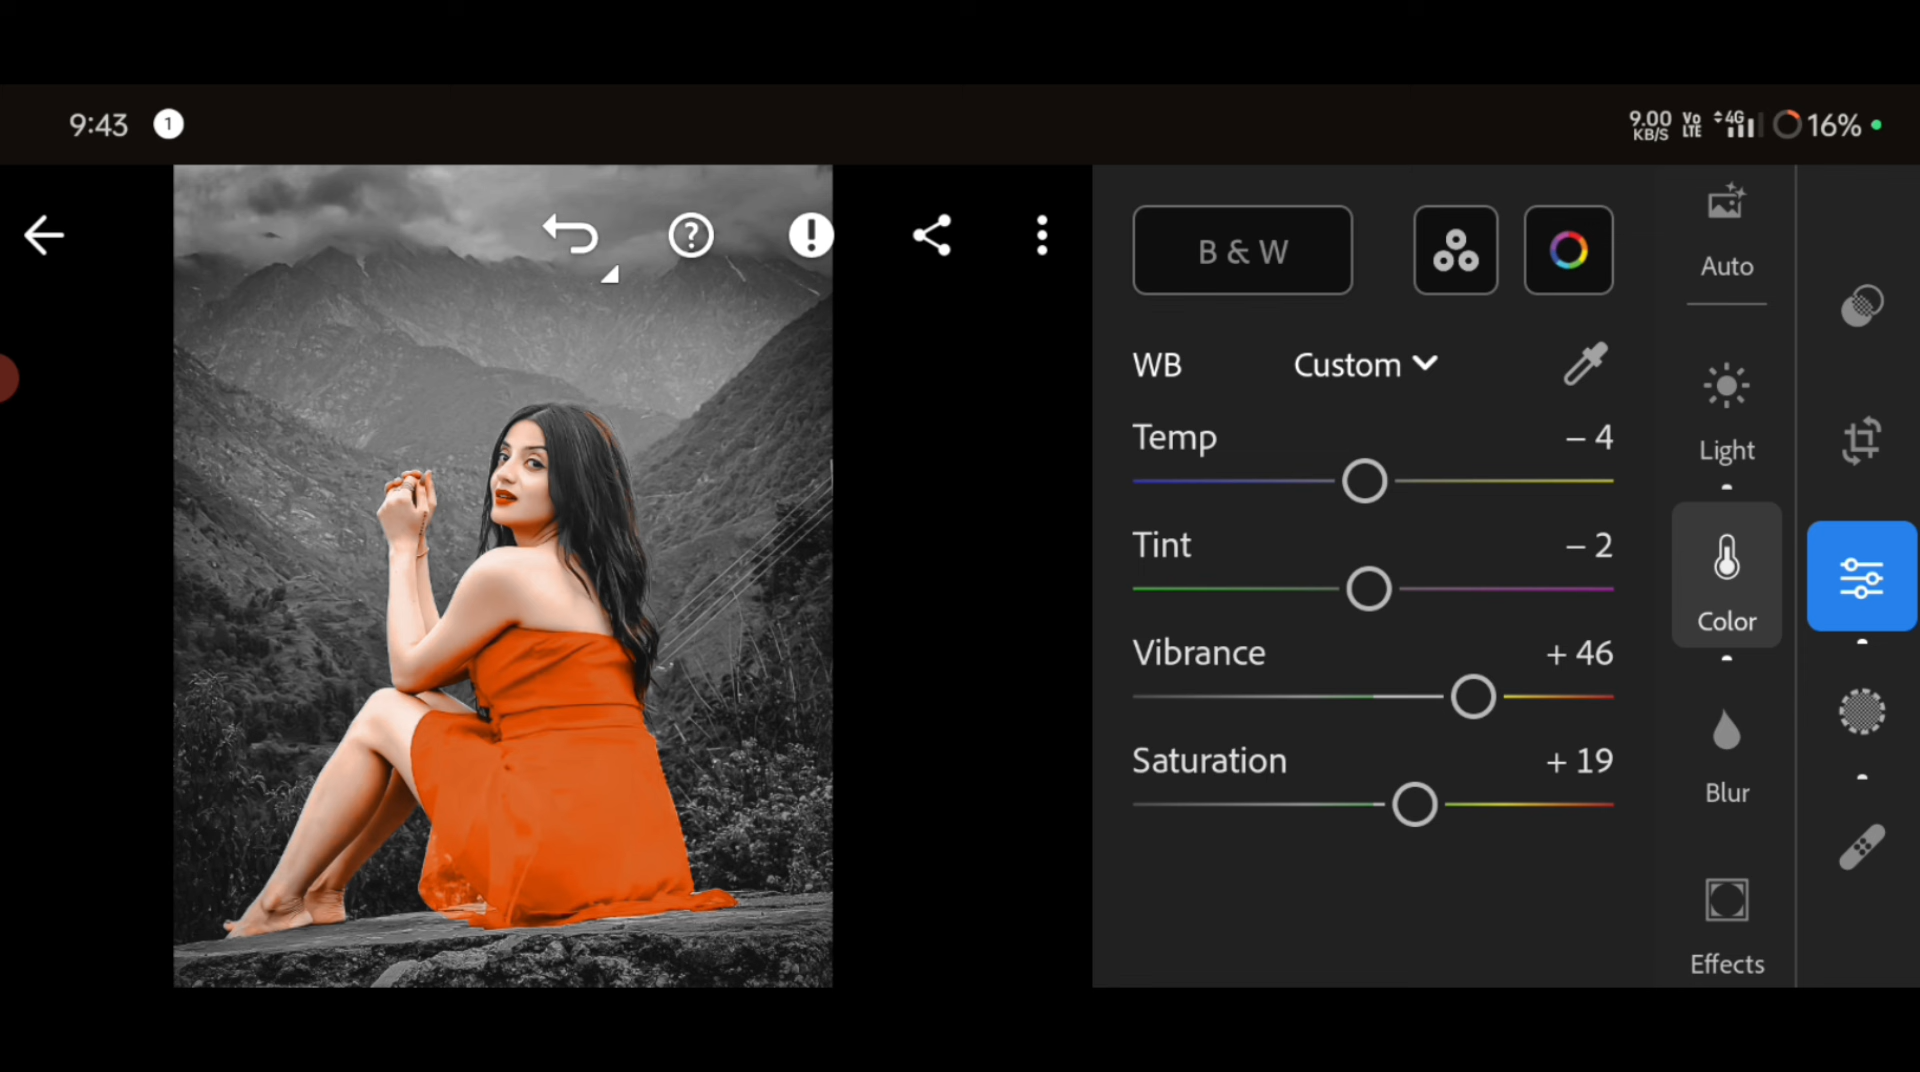 9:43 1 9.00 KB/S Vo LTE 4G 16%
B & W
Auto
WB Custom
Light
Temp – 4
Tint – 2
Color
Vibrance + 46
Saturation + 19
Blur
Effects